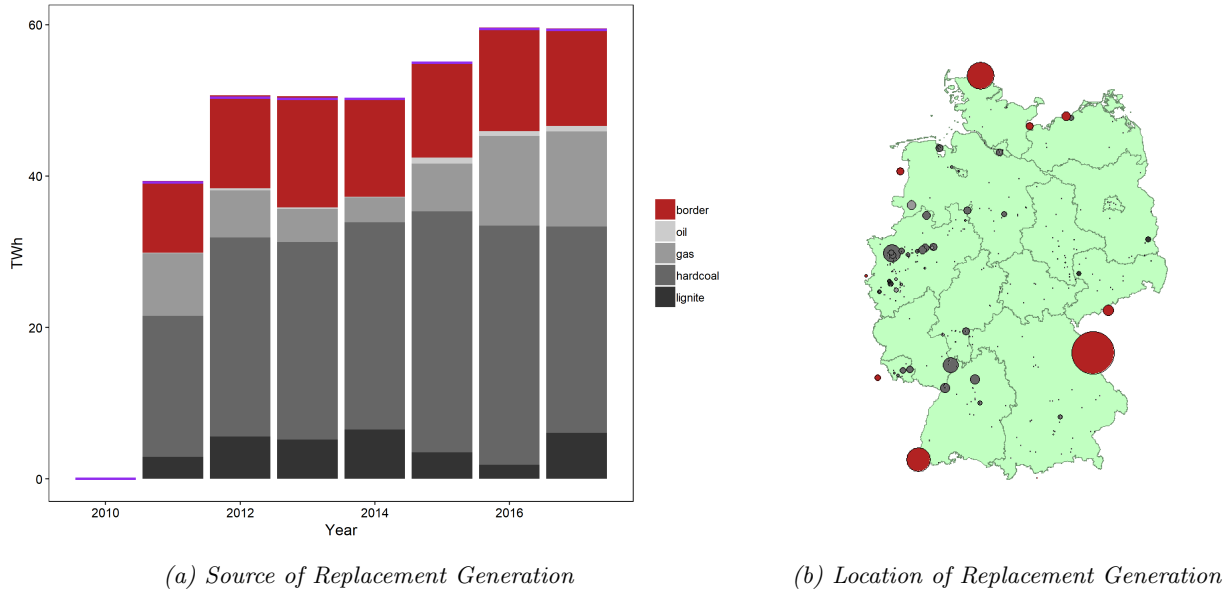 60
40
20
0
TWh
2010
2012
2014
2016
Year
border
oil
gas
hardcoal
lignite
(a) Source of Replacement Generation
(b) Location of Replacement Generation